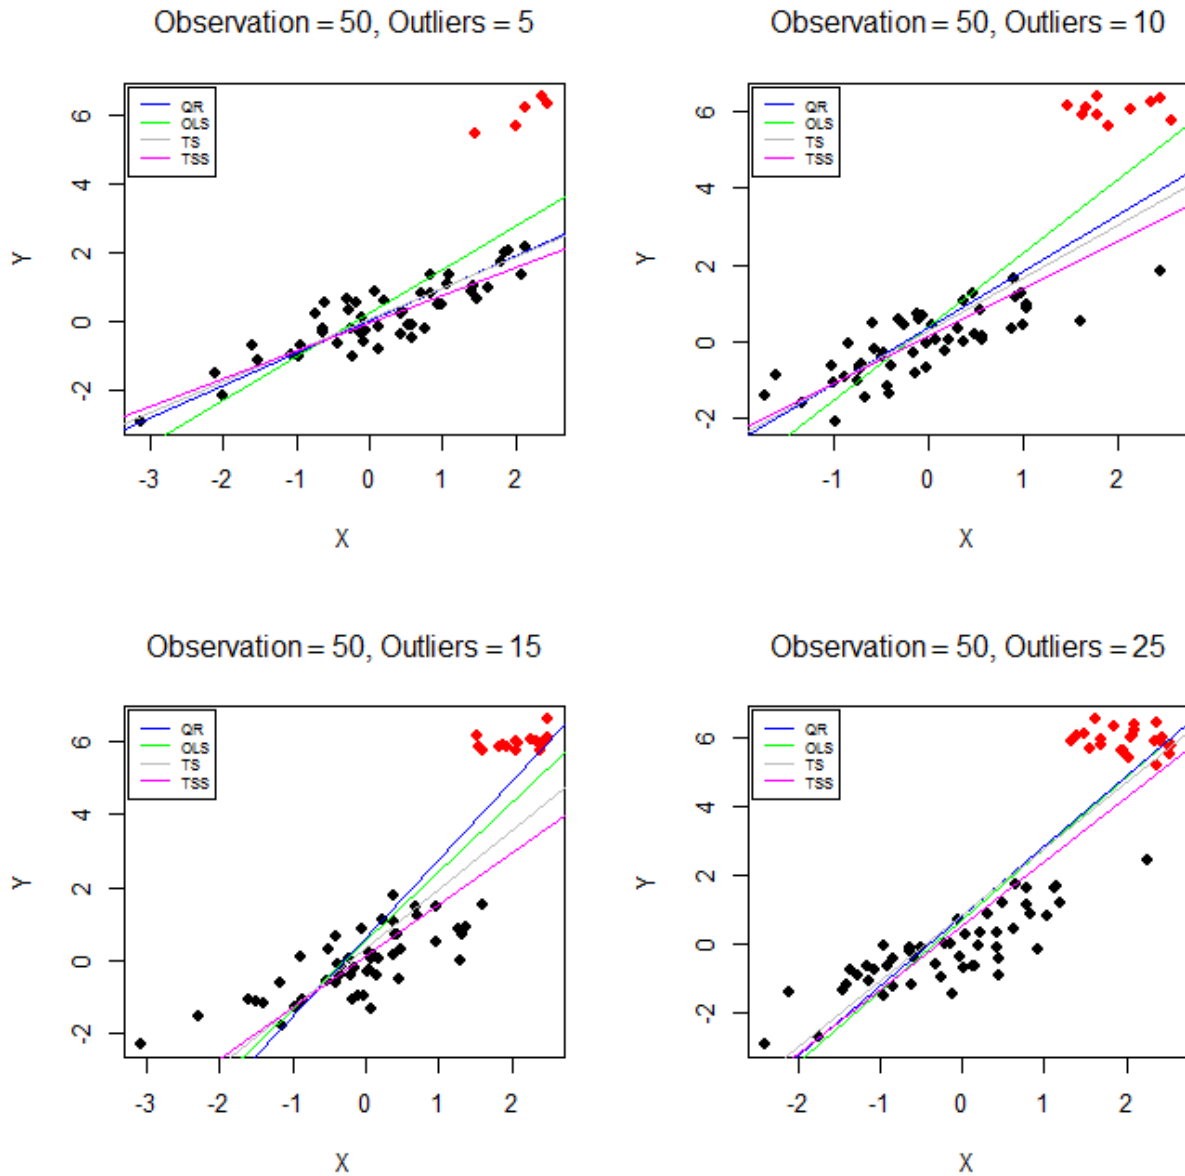 Observation = 50, Outliers = 5
QR
OLS
TS
TSS
6
4
2
0
-2
Y
-3 -2 -1 0 1 2
X
Observation = 50, Outliers = 10
QR
OLS
TS
TSS
6
4
2
0
-2
Y
-1 0 1 2
X
Observation = 50, Outliers = 15
QR
OLS
TS
TSS
6
4
2
0
-2
Y
-3 -2 -1 0 1 2
X
Observation = 50, Outliers = 25
QR
OLS
TS
TSS
6
4
2
0
-2
Y
-2 -1 0 1 2
X